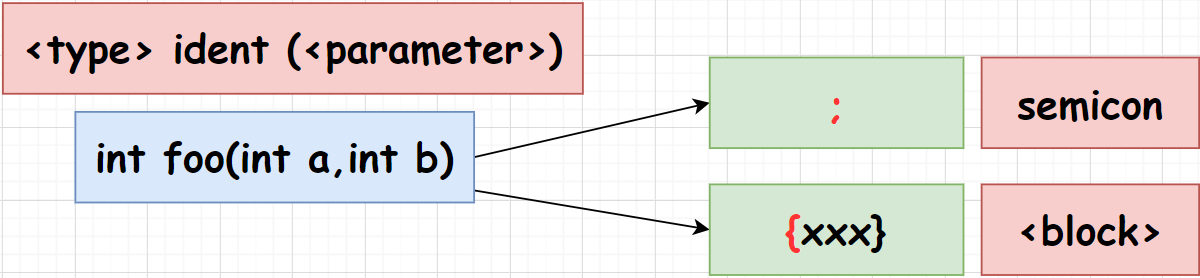 <type> ident (<parameter>)
int foo(int a,int b)
;
semicon
{xxx}
<block>